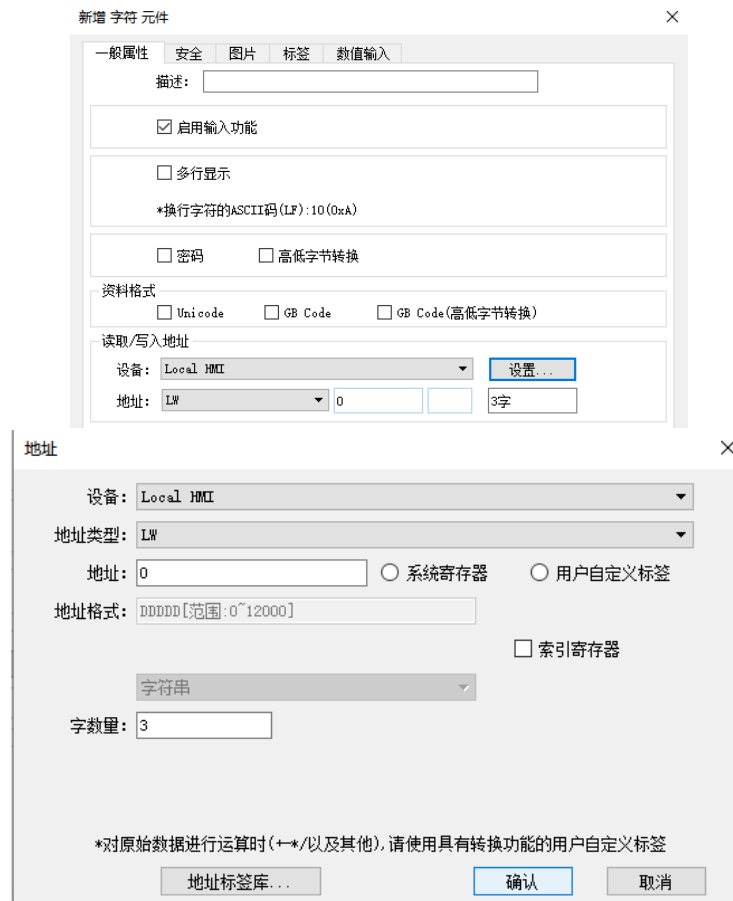 新增 字符 元件
一般属性 安全 图片 标签 数值输入
描述：
启用输入功能
多行显示
*换行字符的ASCII码(LF):10(0xA)
密码 高低字节转换
资料格式
Unicode GB Code GB Code(高低字节转换)
读取/写入地址
设备： Local HMI 设置...
地址： LW 0 3字
地址
设备： Local HMI
地址类型： LW
地址： 0 系统寄存器 用户自定义标签
地址格式： DDDDD[范围:0~12000]
索引寄存器
字符串
字数量： 3
*对原始数据进行运算时(+-*/以及其他),请使用具有转换功能的用户自定义标签
地址标签库... 确认 取消